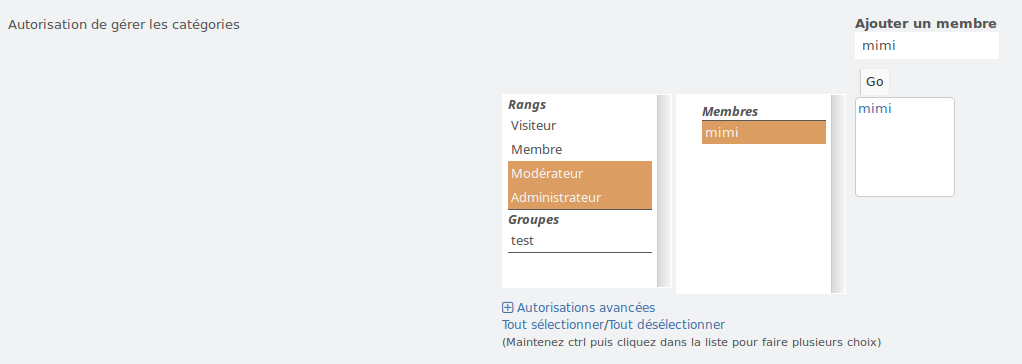 Autorisation de gérer les catégories
Ajouter un membre
mimi
Go
mimi
Rangs
Visiteur
Membre
Modérateur
Administrateur
Groupes
test
Membres
mimi
Autorisations avancées
Tout sélectionner/Tout désélectionner
(Maintenez ctrl puis cliquez dans la liste pour faire plusieurs choix)